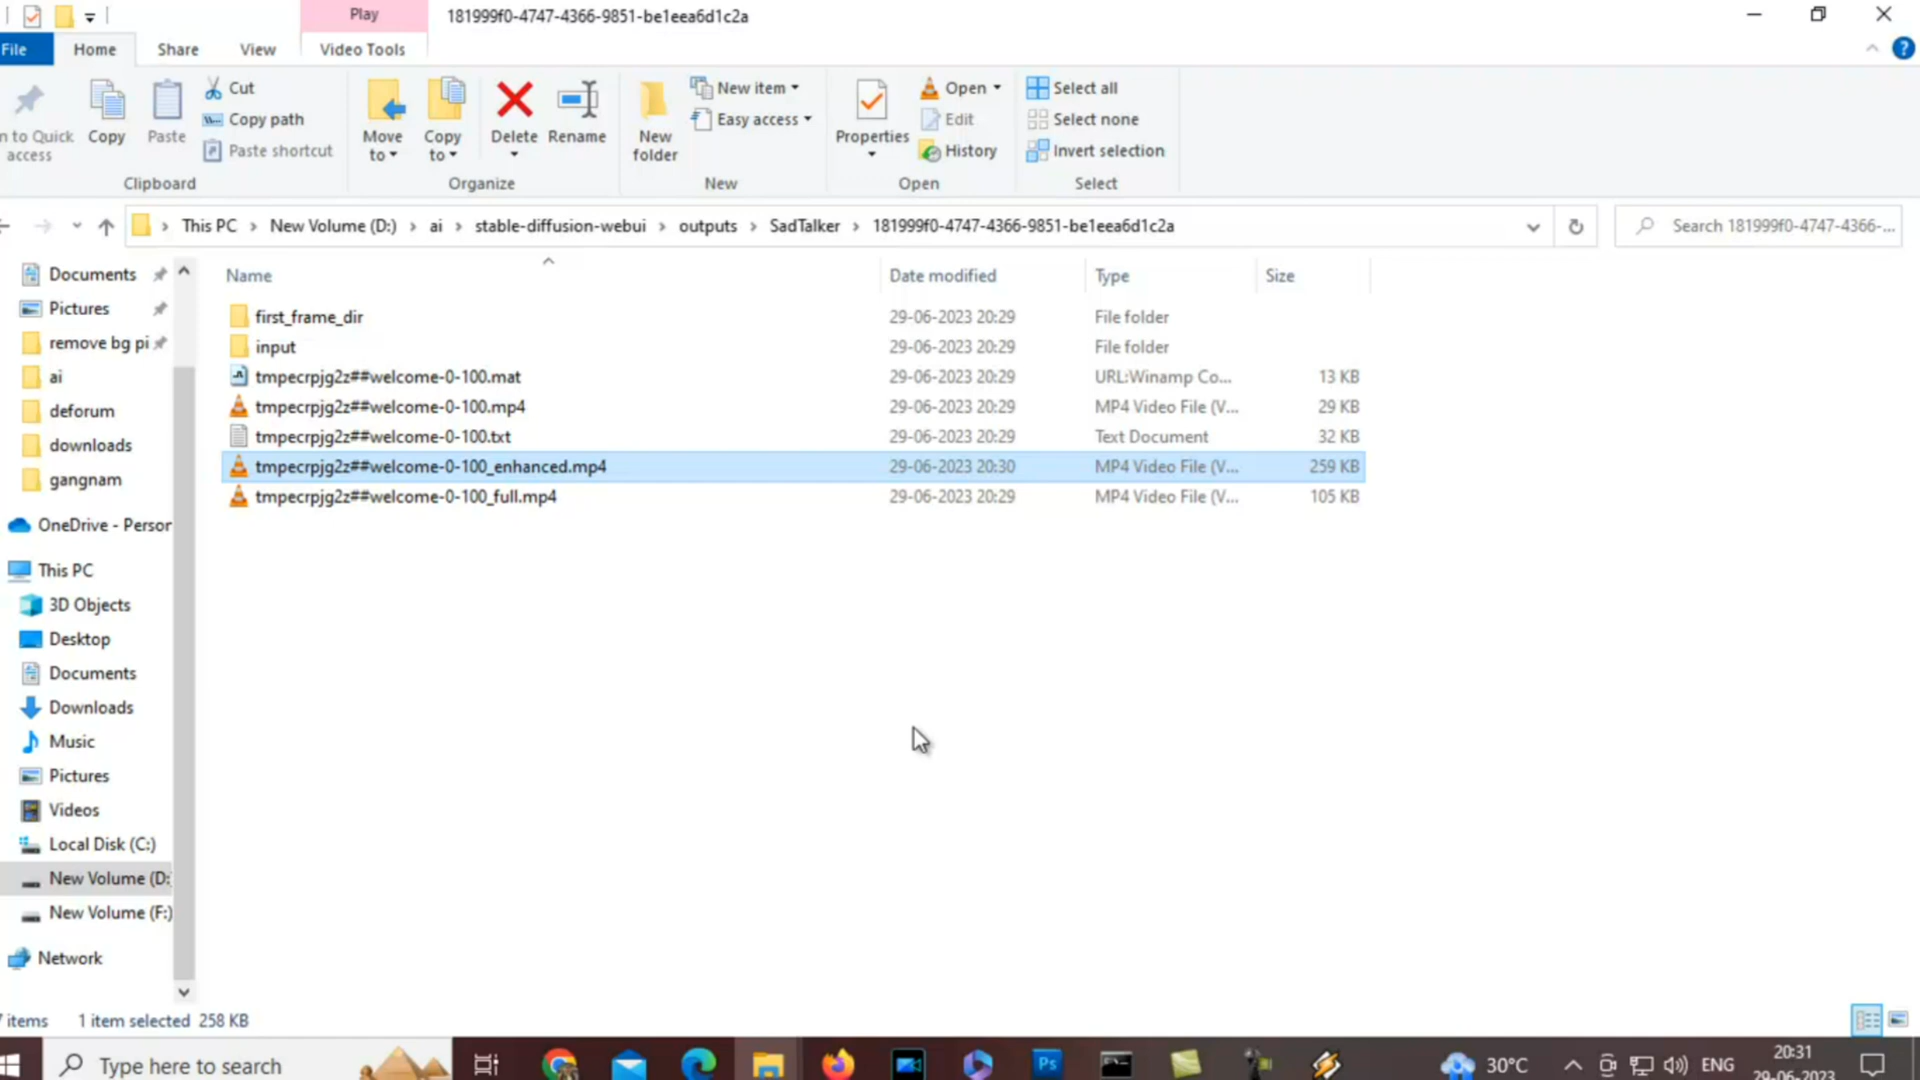 Play
181999f0-4747-4366-9851-be1eea6d1c2a
File Home Share View Video Tools
n to Quick access
Copy
Paste
Cut
Copy path
Paste shortcut
Clipboard
Move to
Copy to
Delete
Rename
Organize
New folder
New item
Easy access
New
Properties
Open
Edit
History
Open
Select all
Select none
Invert selection
Select
This PC > New Volume (D:) > ai > stable-diffusion-webui > outputs > SadTalker > 181999f0-4747-4366-9851-be1eea6d1c2a
Search 181999f0-4747-4366-...
Documents
Pictures
remove bg pi
ai
deforum
downloads
gangnam
OneDrive - Person
This PC
3D Objects
Desktop
Documents
Downloads
Music
Pictures
Videos
Local Disk (C:)
New Volume (D:
New Volume (F:)
Network
Name Date modified Type Size
first_frame_dir 29-06-2023 20:29 File folder
input 29-06-2023 20:29 File folder
tmpecrpjg2z##welcome-0-100.mat 29-06-2023 20:29 URL:Winamp Co... 13 KB
tmpecrpjg2z##welcome-0-100.mp4 29-06-2023 20:29 MP4 Video File (V... 29 KB
tmpecrpjg2z##welcome-0-100.txt 29-06-2023 20:29 Text Document 32 KB
tmpecrpjg2z##welcome-0-100_enhanced.mp4 29-06-2023 20:30 MP4 Video File (V... 259 KB
tmpecrpjg2z##welcome-0-100_full.mp4 29-06-2023 20:29 MP4 Video File (V... 105 KB
7 items 1 item selected 258 KB
Type here to search
Ps
30°C
ENG
20:31
29-06-2023